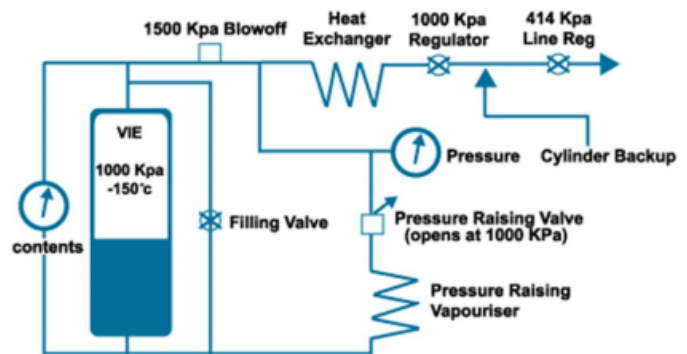 1500 Kpa Blowoff
Heat
Exchanger
1000 Kpa
Regulator
414 Kpa
Line Reg
VIE
1000 Kpa
-150°c
Pressure
Cylinder Backup
contents
Filling Valve
Pressure Raising Valve
(opens at 1000 KPa)
Pressure Raising
Vapouriser